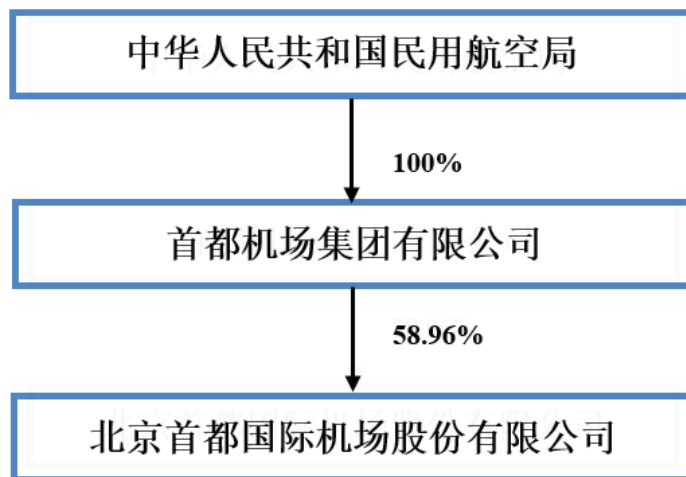 中华人民共和国民用航空局
100%
首都机场集团有限公司
58.96%
北京首都国际机场股份有限公司